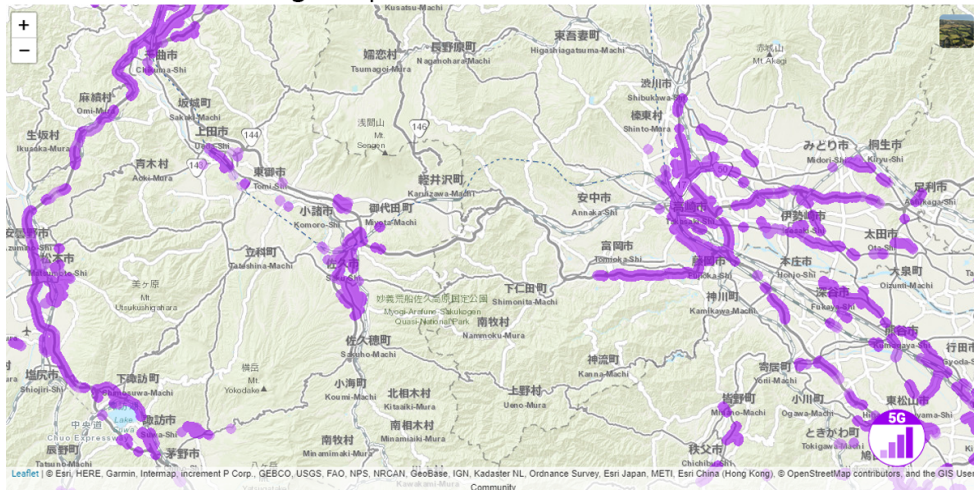 +
−
Kusatsu-Machi
千曲市
Chikuma-Shi
嬬恋村
Tsumagoi-Mura
長野原町
Naganohara-Machi
東吾妻町
Higashiagatsuma-Machi
赤城山
Mt Akagi
麻績村
Omi-Mura
坂城町
Sakaki-Machi
渋川市
Shibukawa-Shi
榛東村
Shinto-Mura
上田市
144
浅間山
Mt
Asama
146
生坂村
Ikusaka-Mura
みどり市
Midori-Shi
桐生市
Kiryu-Shi
青木村
Aoki-Mura
143
東御市
Tomi-Shi
軽井沢町
Karuizawa-Machi
安中市
Annaka-Shi
足利市
Ashikaga-Shi
高崎市
小諸市
Komoro-Shi
御代田町
Miyota-Machi
伊勢崎市
Isesaki-Shi
太田市
Ota-Shi
安曇野市
松本市
Matsumoto-Shi
立科町
Tateshina-Machi
佐久市
富岡市
Tomioka-Shi
藤岡市
Fujioka-Shi
本庄市
Honjo-Shi
大泉町
Oizumi-Machi
美ヶ原
Mt.
Utsukushigahara
下仁田町
Shimonita-Machi
神川町
Kamikawa-Machi
深谷市
Fukaya-Shi
妙義荒船佐久高原国定公園
Myogi-Arafune-Sakukogen
Quasi-National Park
南牧村
Nammoku-Mura
佐久穂町
Sakuho-Machi
熊谷市
Kumagaya-Shi
行田市
Gyoda-Shi
塩尻市
Shiojiri-Shi
下諏訪町
Shimosuwa-Machi
横岳
Mt
Yokodake
小海町
Koumi-Machi
北相木村
Kitaaiki-Mura
南相木村
Minamiaiki-Mura
神流町
Kanna-Machi
上野村
Ueno-Mura
寄居町
Yorii-Machi
皆野町
Minano-Machi
小川町
Ogawa-Machi
東松山市
5G
中央道
Chuo Expressway
Lake
Suwa
諏訪市
Suwa-Shi
ときがわ町
Tokigawa-Machi
辰野町
Tatsuno-Machi
茅野市
南牧村
Minamimaki-Mura
秩父市
Chichibu-Shi
Kawakami-Mura
Leaflet | © Esri, HERE, Garmin, Intermap, increment P Corp., GEBCO, USGS, FAO, NPS, NRCAN, GeoBase, IGN, Kadaster NL, Ordnance Survey, Esri Japan, METI, Esri China (Hong Kong), © OpenStreetMap contributors, and the GIS User
Community